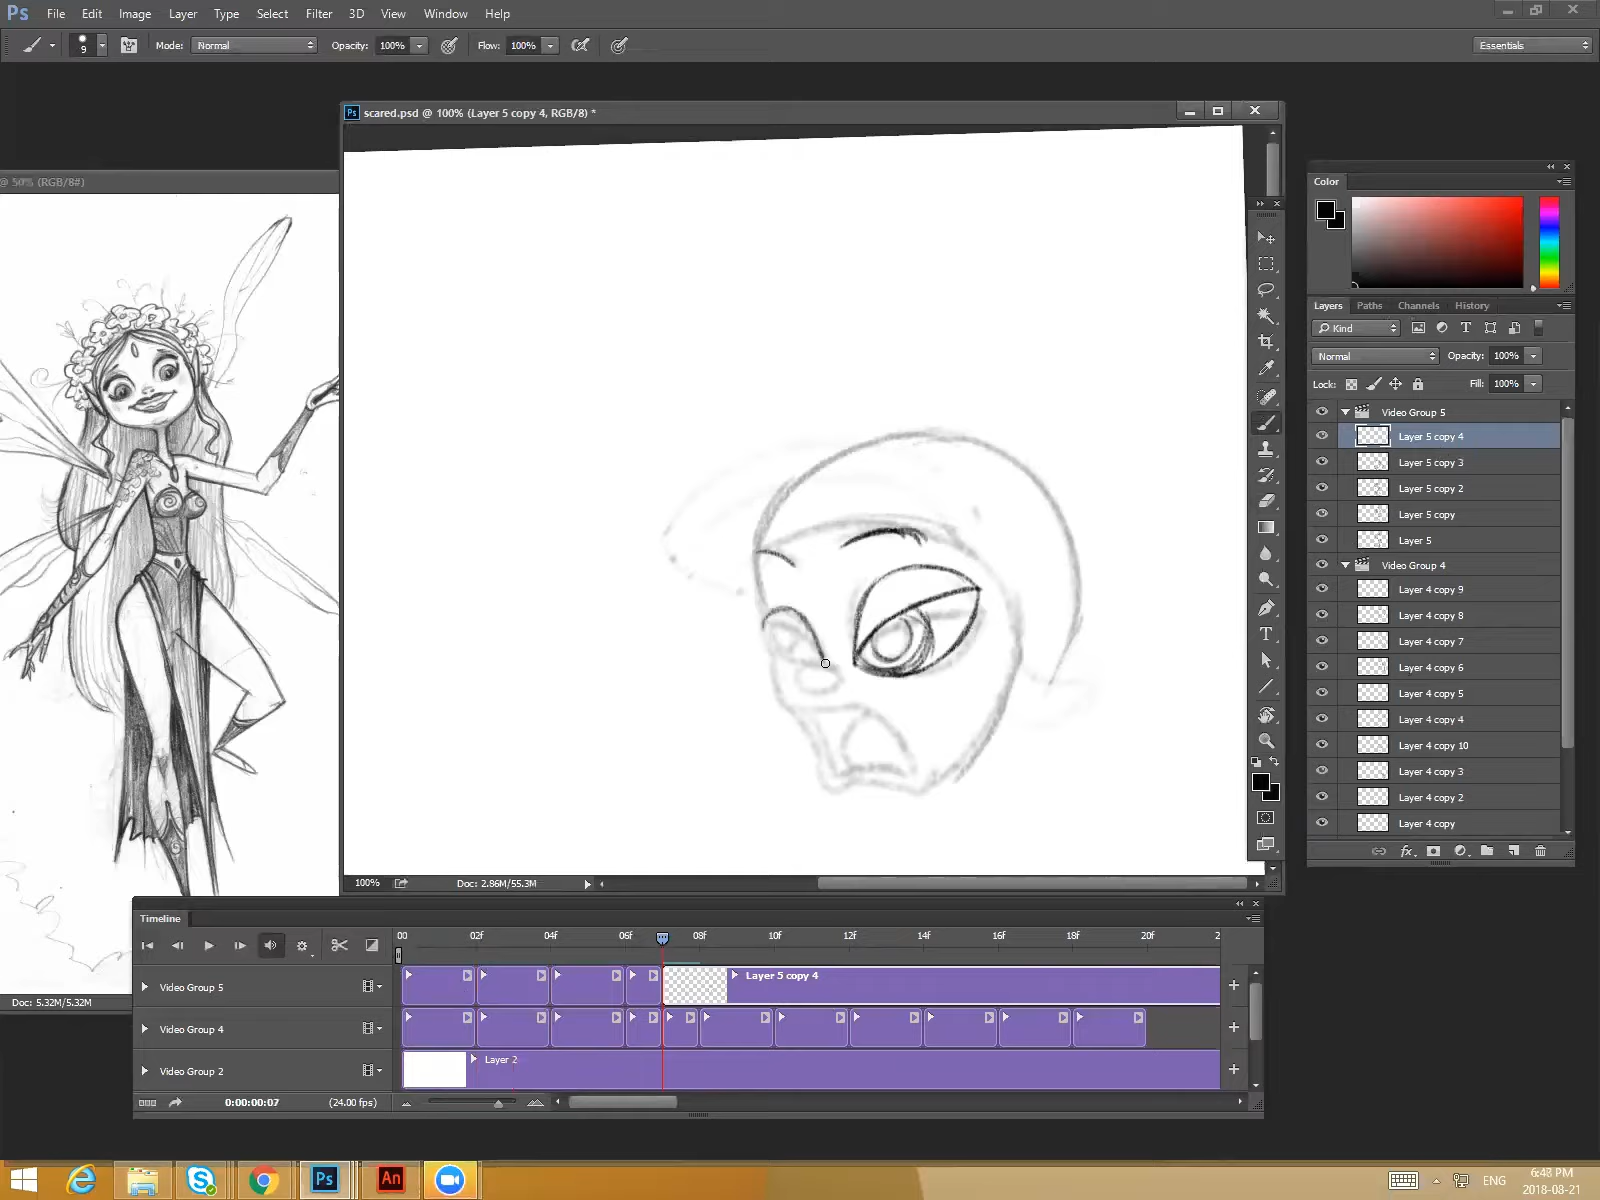 Ps File Edit Image Layer Type Select Filter 3D View Window Help
9 Mode: Normal Opacity: 100% Flow: 100% Essentials
Ps scared.psd @ 100% (Layer 5 copy 4, RGB/8) *
@ 50% (RGB/8#)
Color
Layers Paths Channels History
Kind
Normal Opacity: 100%
Lock: Fill: 100%
Video Group 5
Layer 5 copy 4
Layer 5 copy 3
Layer 5 copy 2
Layer 5 copy
Layer 5
Video Group 4
Layer 4 copy 9
Layer 4 copy 8
Layer 4 copy 7
Layer 4 copy 6
Layer 4 copy 5
Layer 4 copy 4
Layer 4 copy 10
Layer 4 copy 3
Layer 4 copy 2
Layer 4 copy
fx
100% Doc: 2.86M/55.3M
Doc: 5.32M/5.32M
Timeline
00 02f 04f 06f 08f 10f 12f 14f 16f 18f 20f 2
Video Group 5 Layer 5 copy 4
Video Group 4
Video Group 2 Layer 2
0:00:00:07 (24.00 fps)
Ps An ENG 6:48 PM
2018-08-21